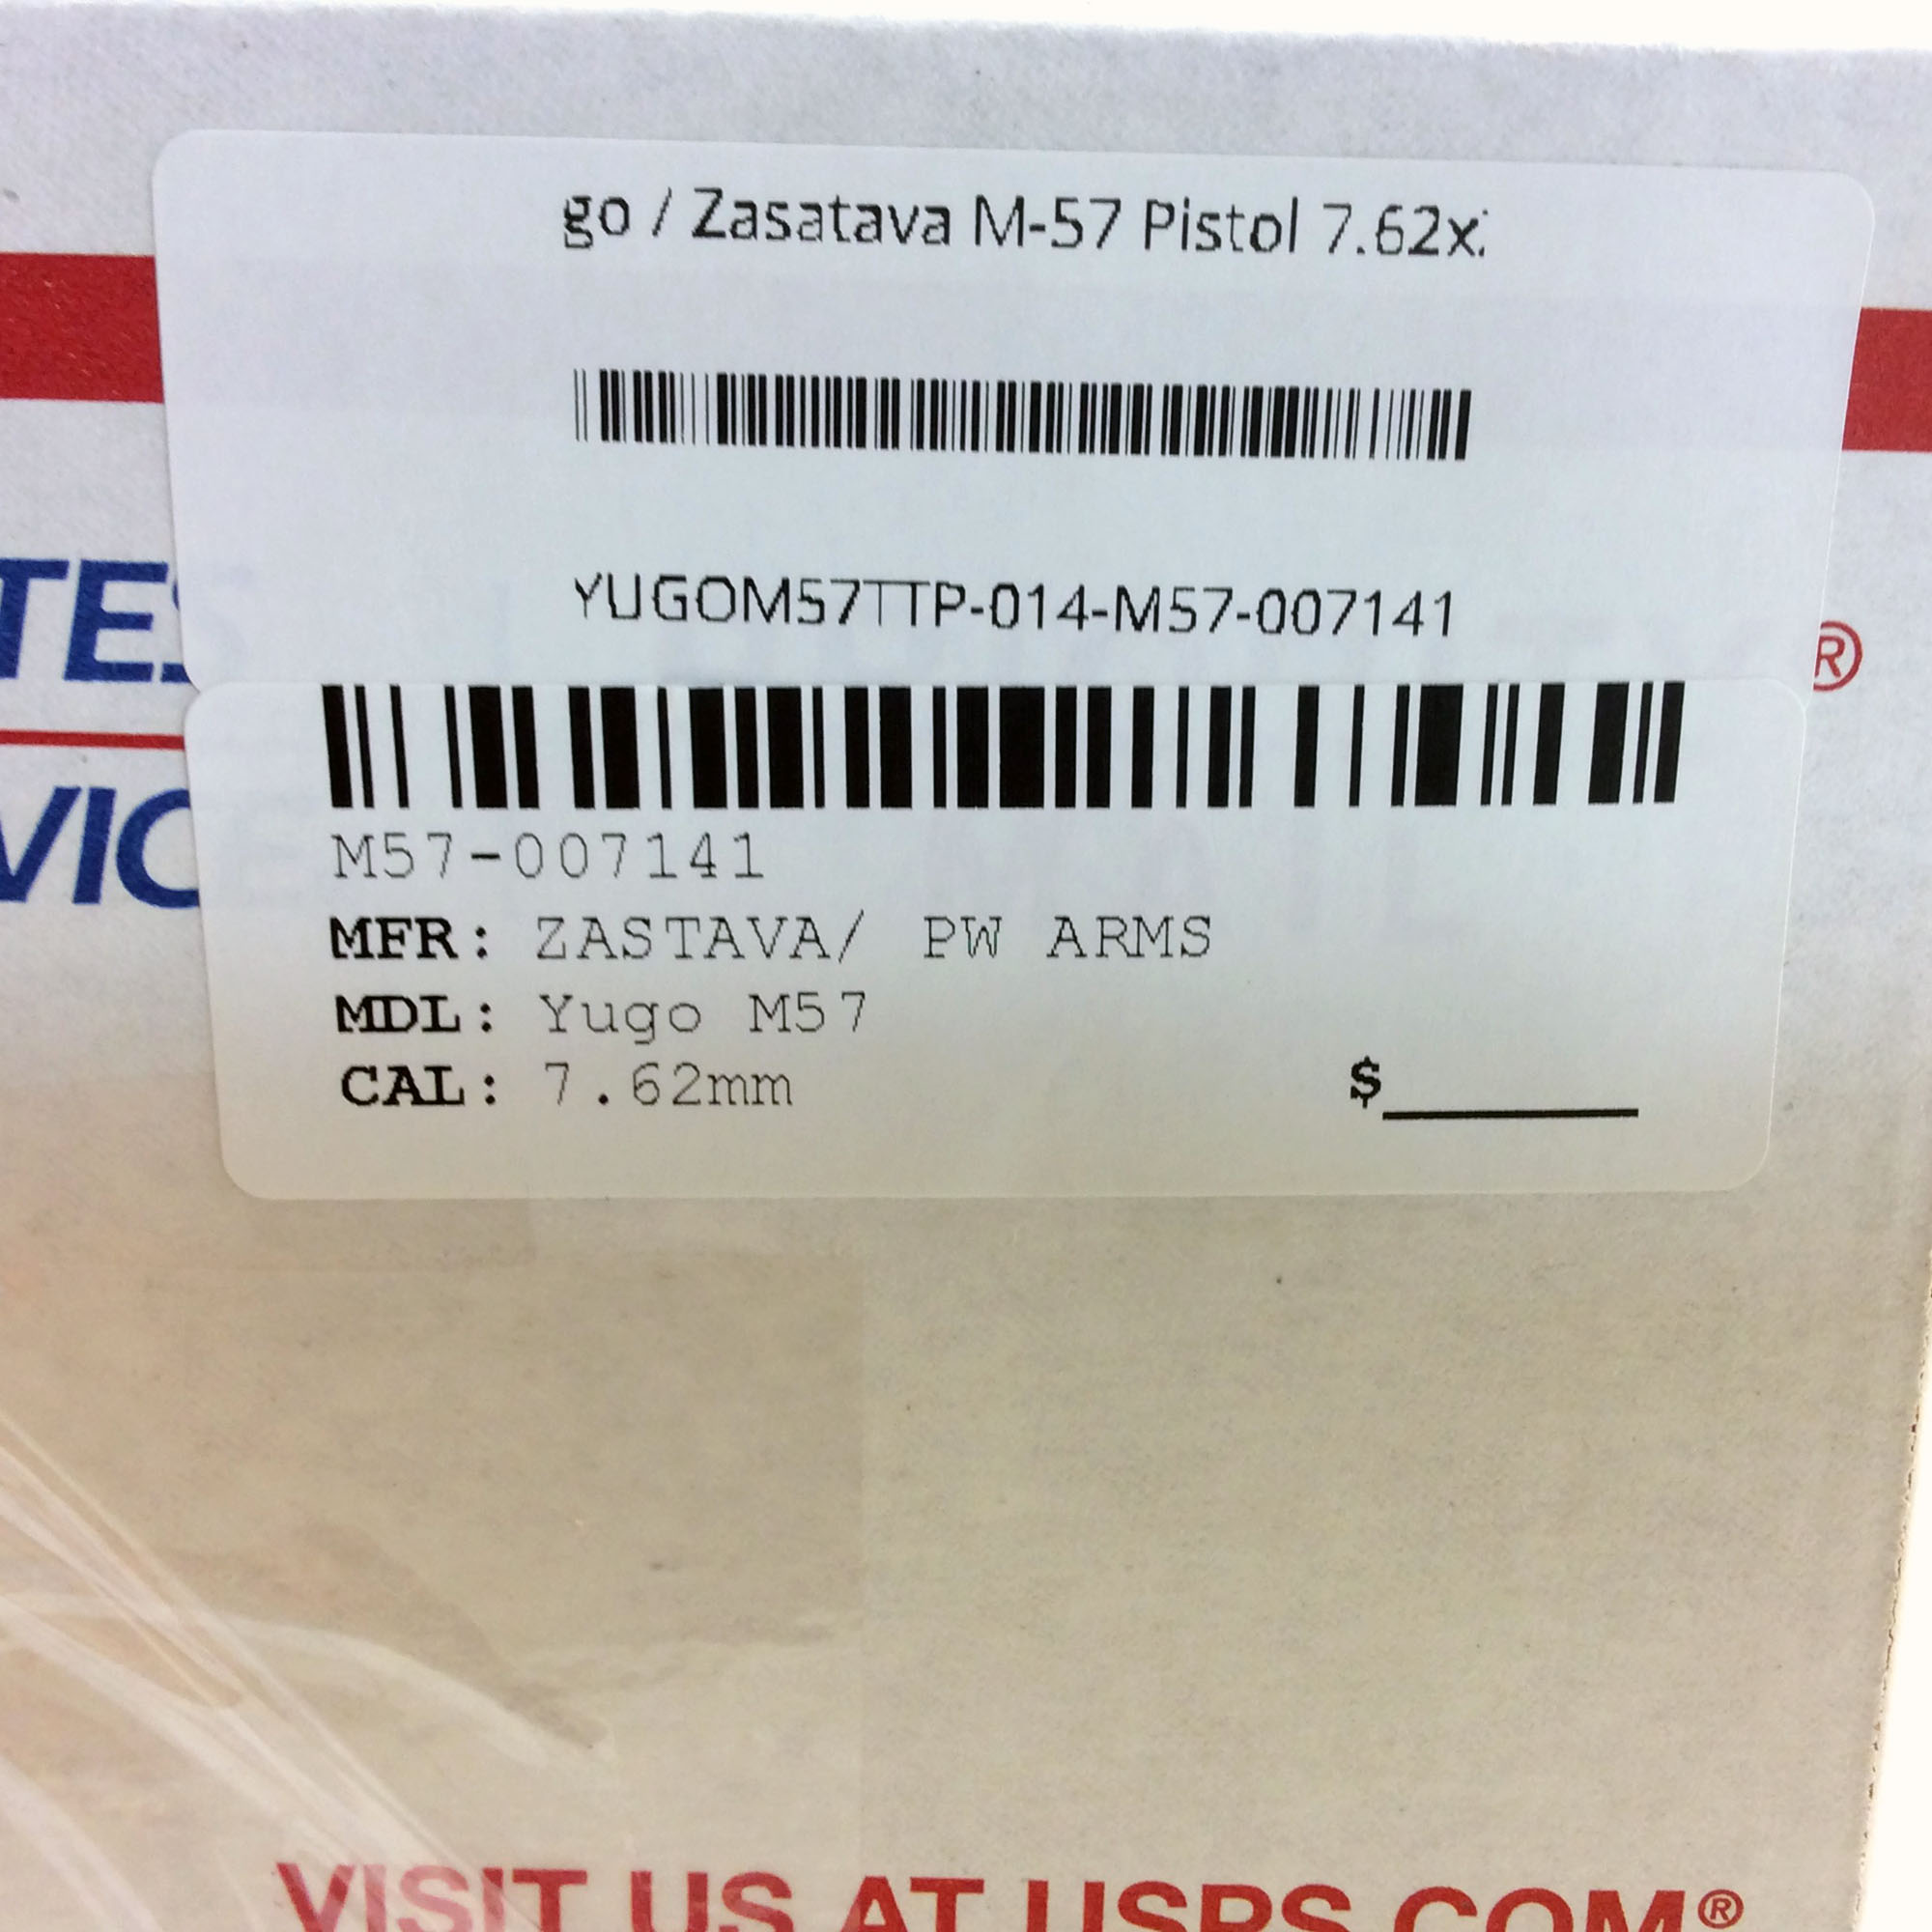 go / Zasatava M-57 Pistol 7.62x
YUGOM57TTP-014-M57-007141
TES
®
VIC
M57-007141
MFR: ZASTAVA/ PW ARMS
MDL: Yugo M57
CAL: 7.62mm
$
VISIT US AT USPS.COM®